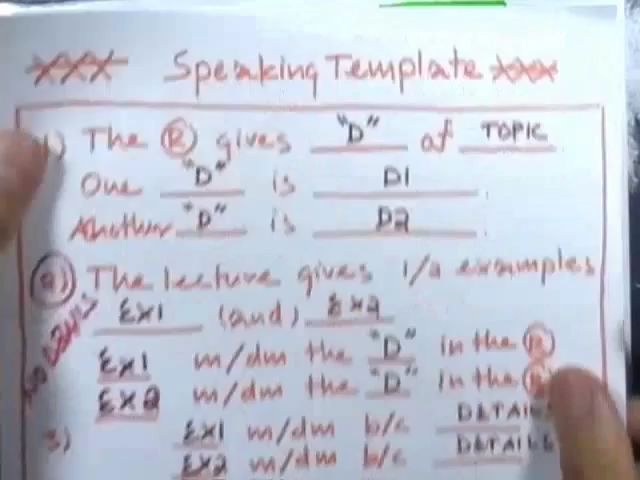 XXX Speaking Template XXX
1) The (R) gives "D" of TOPIC
One "D" is D1.
Another "D" is D2.
2) The lecture gives 1/2 examples
EX1 (and) EX2
NO DETAILS
EX1 m/dm the "D" in the (R)
EX2 m/dm the "D" in the (R)
3) EX1 m/dm b/c DETAILS
EX2 m/dm b/c DETAILS